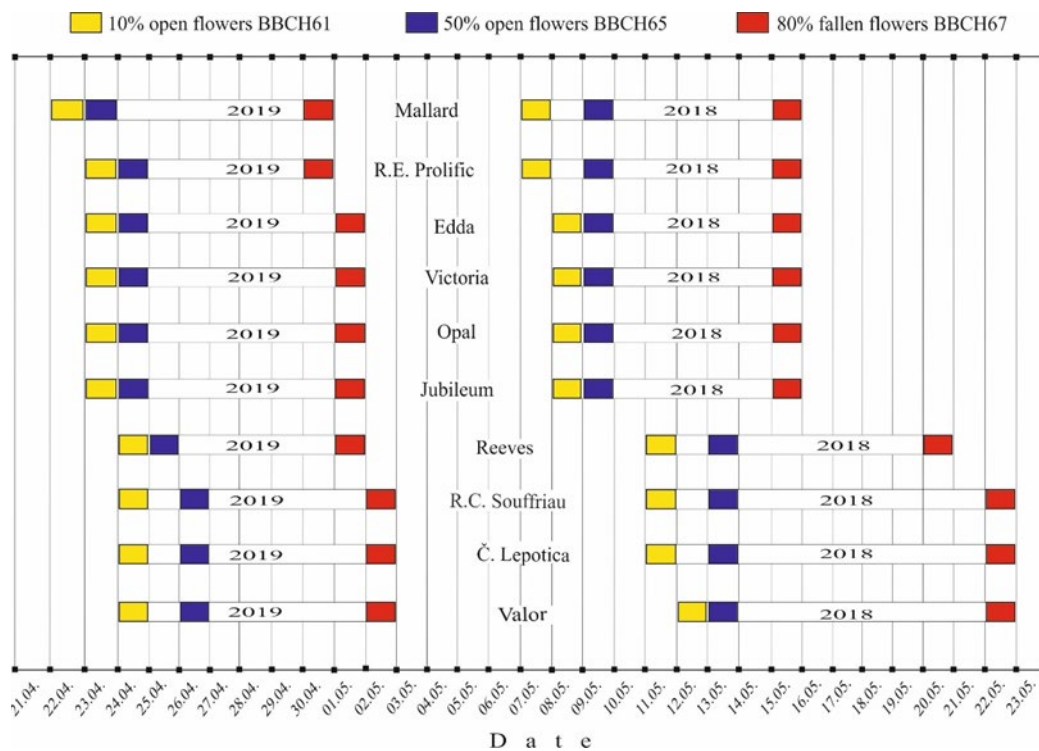 10% open flowers BBCH61 50% open flowers BBCH65 80% fallen flowers BBCH67
2019 Mallard 2018
2019 R.E. Prolific 2018
2019 Edda 2018
2019 Victoria 2018
2019 Opal 2018
2019 Jubileum 2018
2019 Reeves 2018
2019 R.C. Souffriau 2018
2019 Č. Lepotica 2018
2019 Valor 2018
21.04. 22.04. 23.04. 24.04. 25.04. 26.04. 27.04. 28.04. 29.04. 30.04. 01.05. 02.05. 03.05. 04.05. 05.05. 06.05. 07.05. 08.05. 09.05. 10.05. 11.05. 12.05. 13.05. 14.05. 15.05. 16.05. 17.05. 18.05. 19.05. 20.05. 21.05. 22.05. 23.05.
D a t e